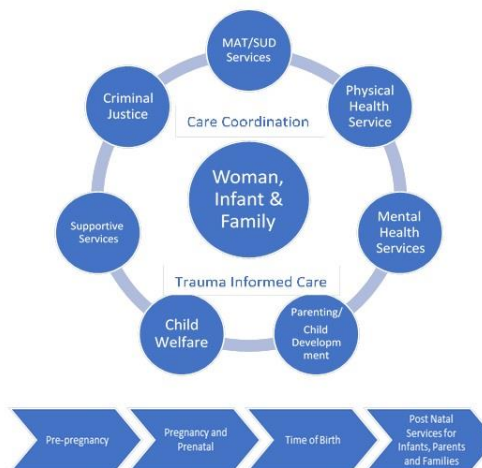 MAT/SUD
Services
Physical
Health
Service
Mental
Health
Services
Parenting/
Child Develop
ment
Child
Welfare
Supportive
Services
Criminal
Justice
Care Coordination
Woman,
Infant &
Family
Trauma Informed Care
Pre-pregnancy
Pregnancy and
Prenatal
Time of Birth
Post Natal
Services for
Infants, Parents
and Families